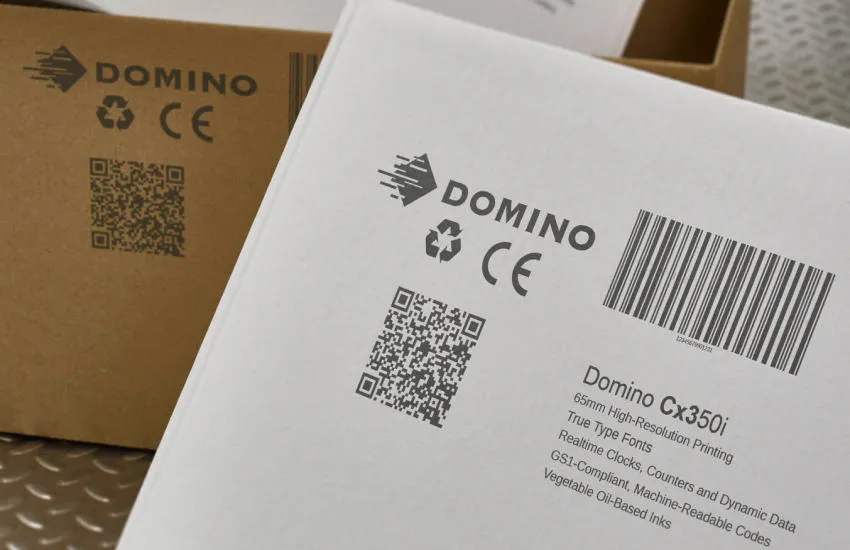 DOMINO
CE
DOMINO
CE
Domino Cx350i
65mm High-Resolution Printing
True Type Fonts
Realtime Clocks, Counters and Dynamic Data
GS1-Compliant, Machine-Readable Codes
Vegetable Oil-Based Inks